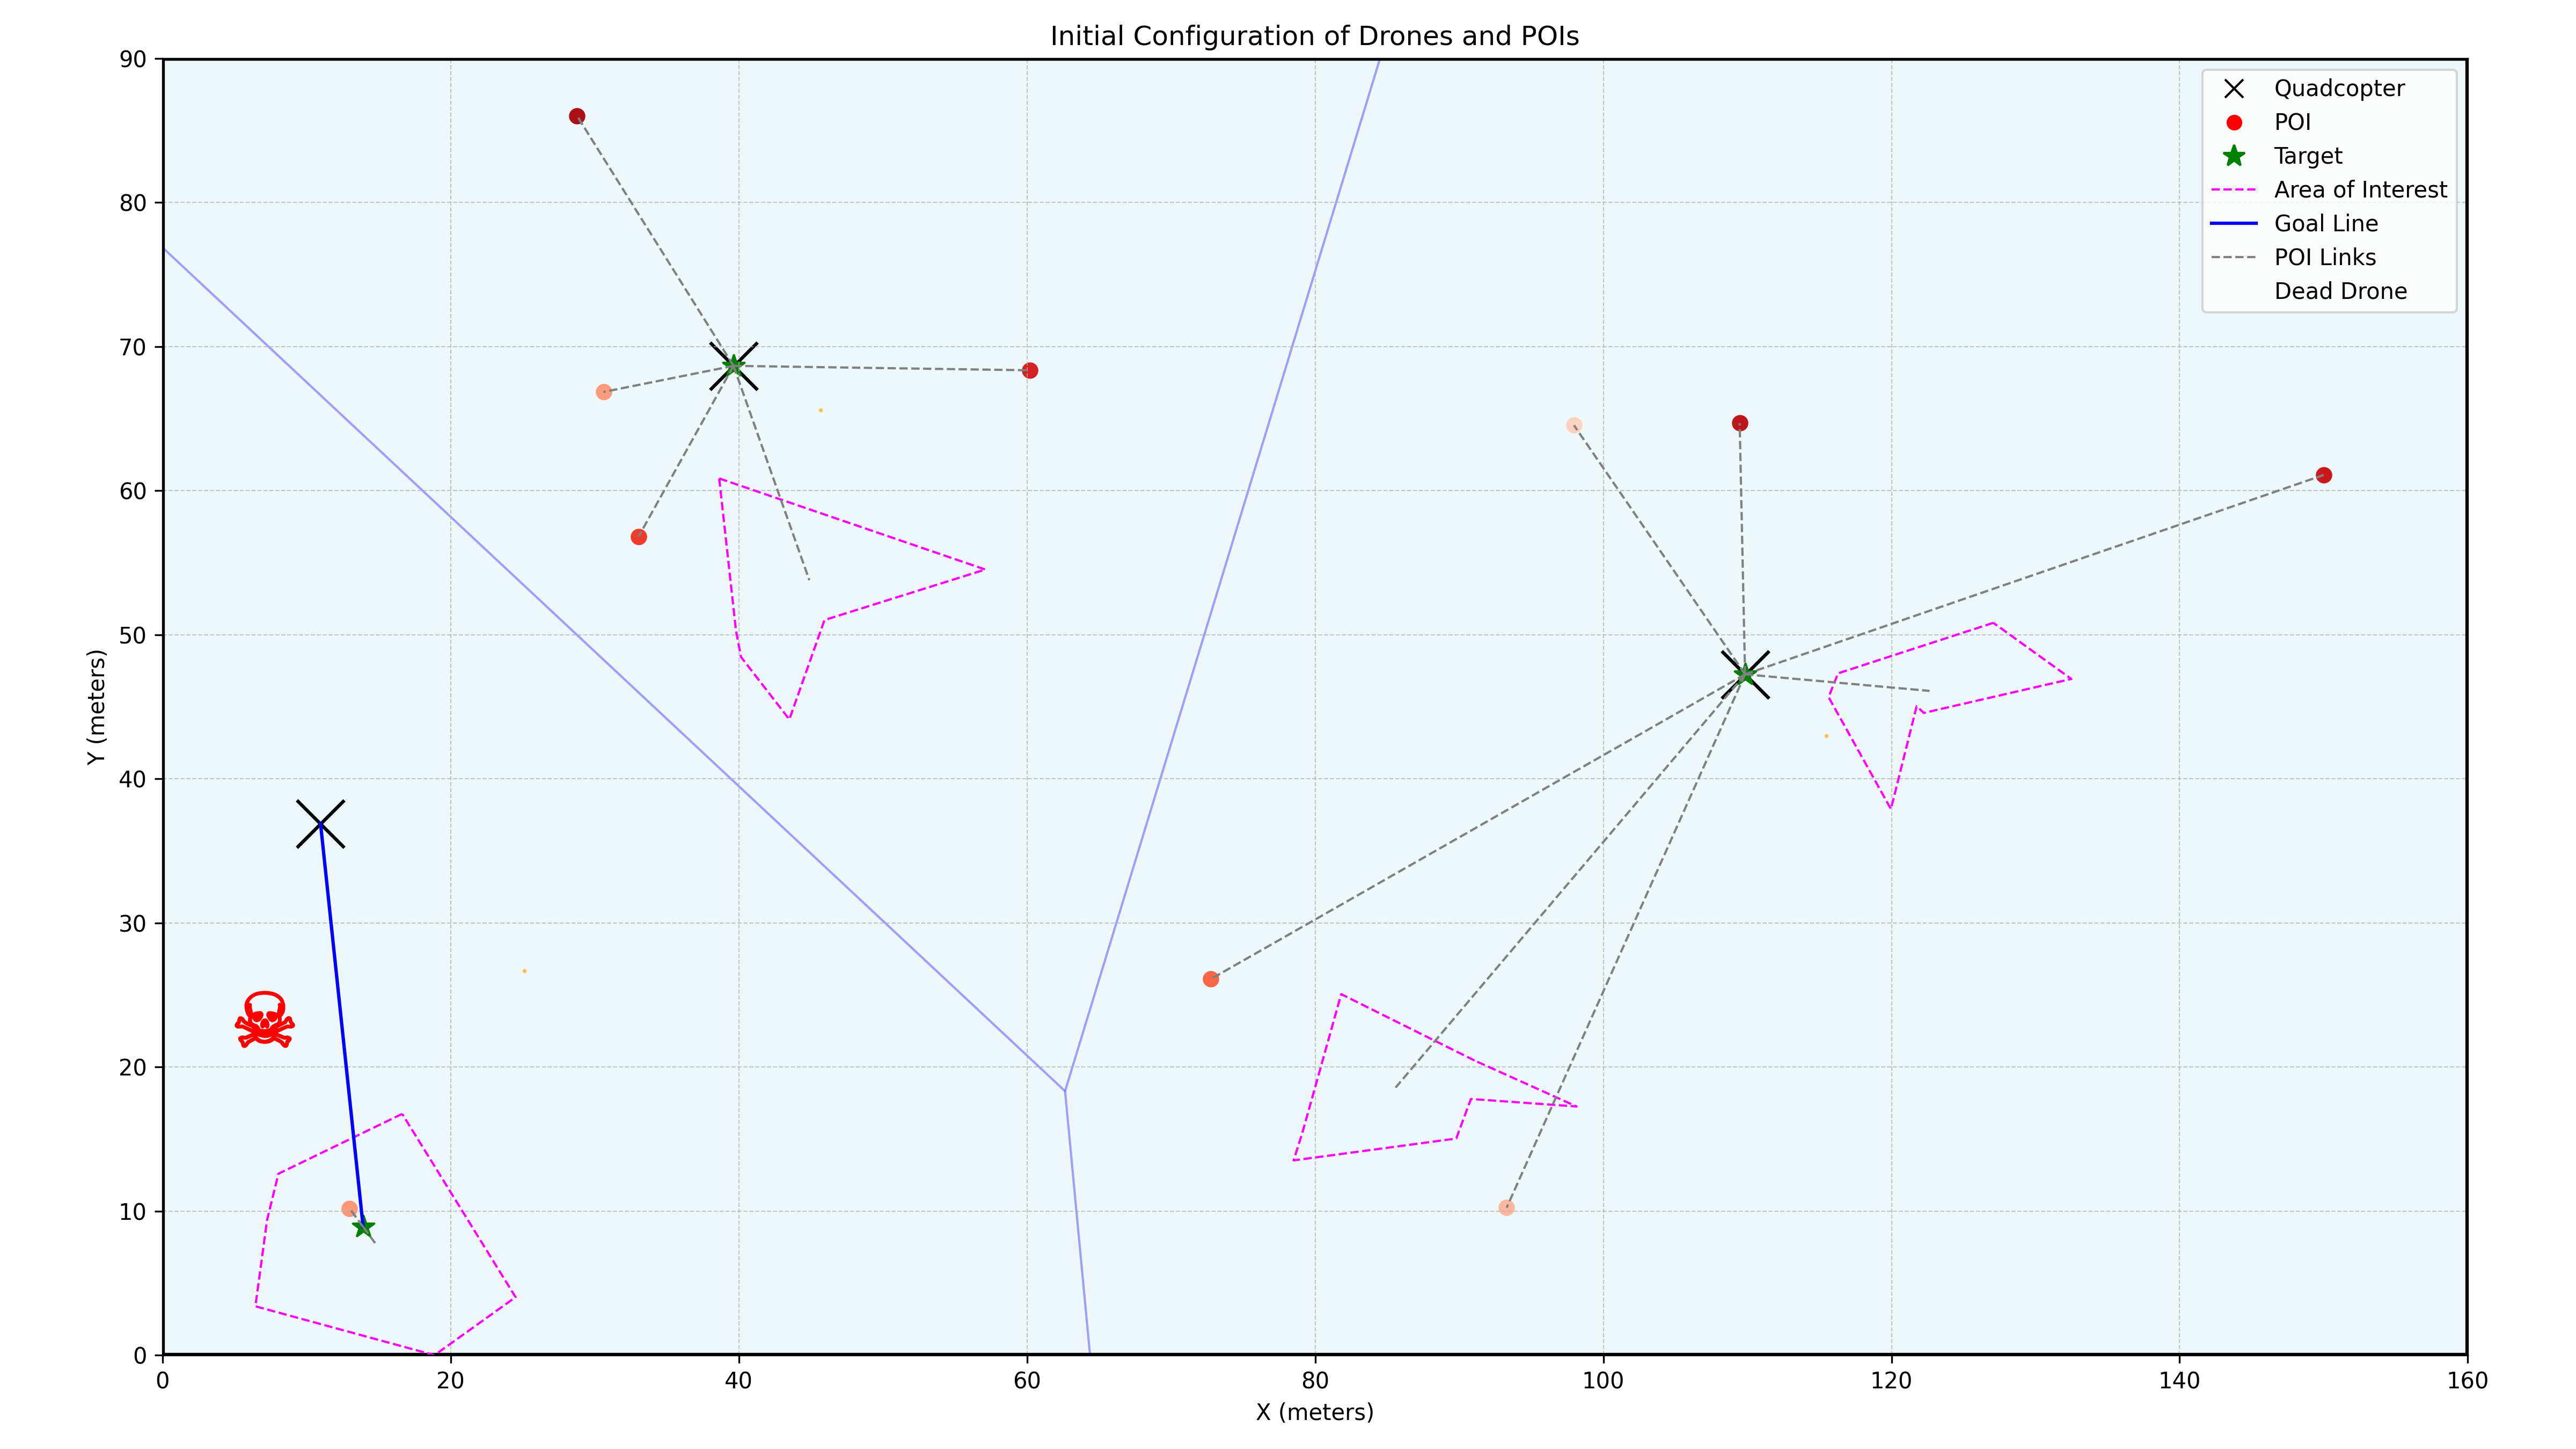 Initial Configuration of Drones and POIs
Quadcopter
POI
Target
Area of Interest
Goal Line
POI Links
Dead Drone
90
80
70
60
50
40
30
20
10
0
Y (meters)
0 20 40 60 80 100 120 140 160
X (meters)